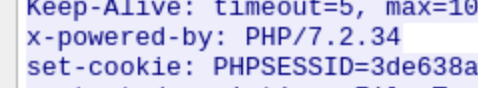 Keep-Alive: timeout=5, max=10
x-powered-by: PHP/7.2.34
set-cookie: PHPSESSID=3de638a